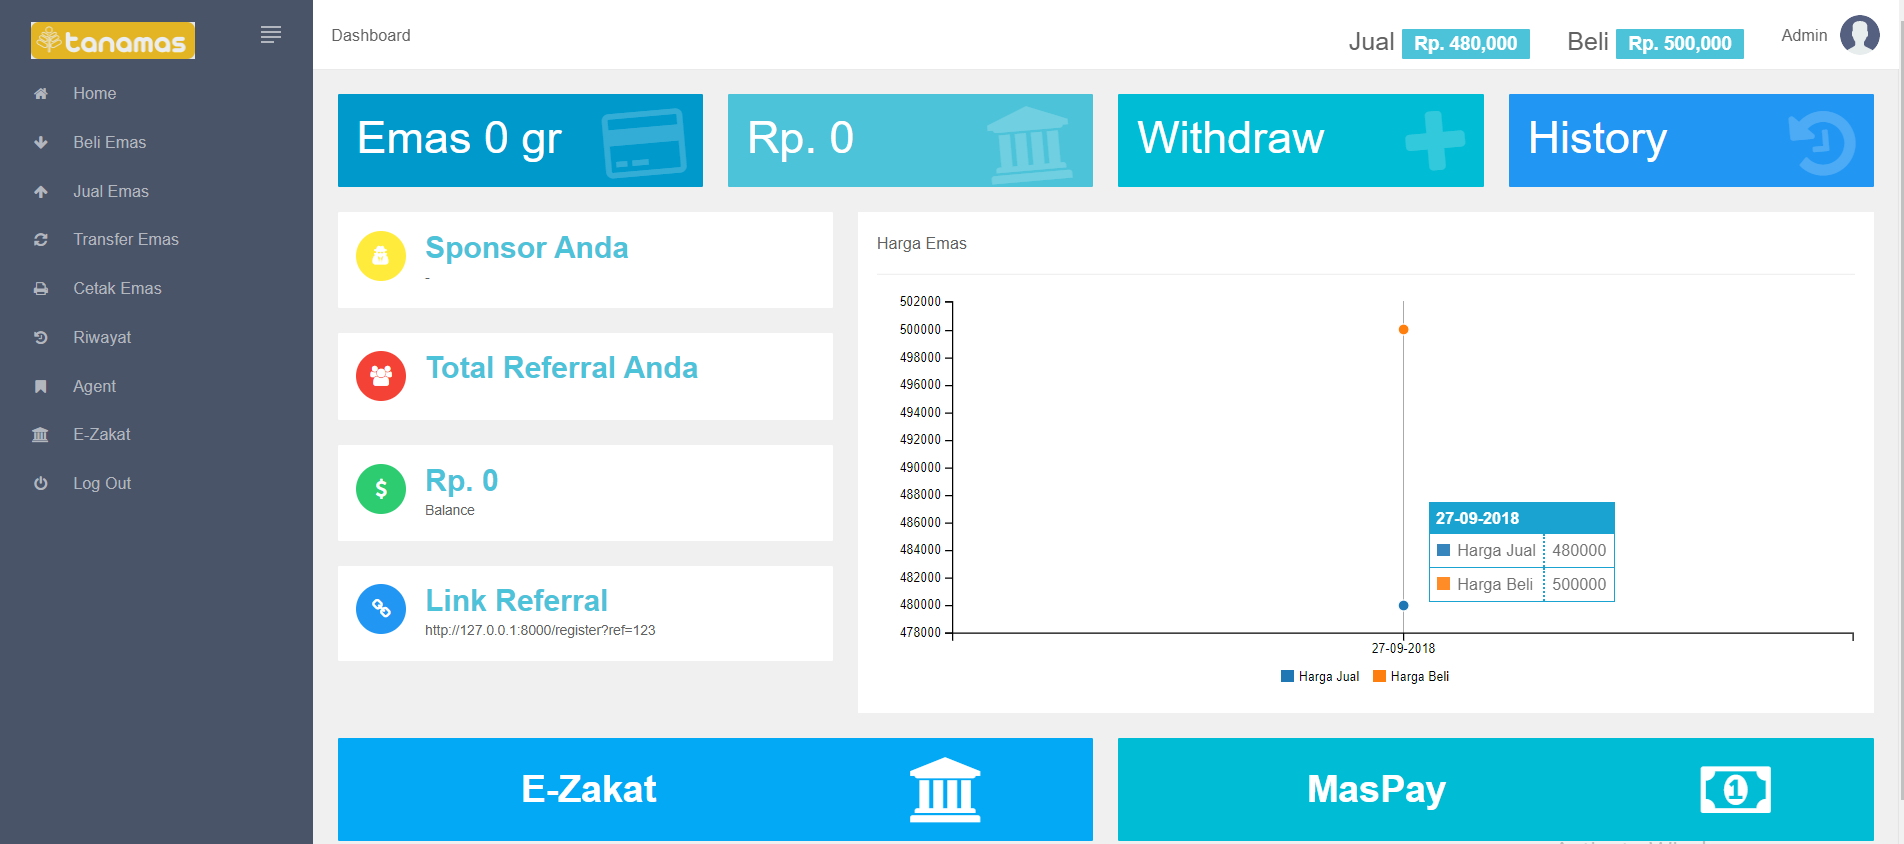 tanamas
Home
Beli Emas
Jual Emas
Transfer Emas
Cetak Emas
Riwayat
Agent
E-Zakat
Log Out
Dashboard
Jual Rp. 480,000 Beli Rp. 500,000 Admin
Emas 0 gr
Rp. 0
Withdraw
History
Sponsor Anda
-
Total Referral Anda
Rp. 0
Balance
Link Referral
http://127.0.0.1:8000/register?ref=123
Harga Emas
502000
500000
498000
496000
494000
492000
490000
488000
486000
484000
482000
480000
478000
27-09-2018
Harga Jual 480000
Harga Beli 500000
27-09-2018
Harga Jual Harga Beli
E-Zakat
MasPay
1